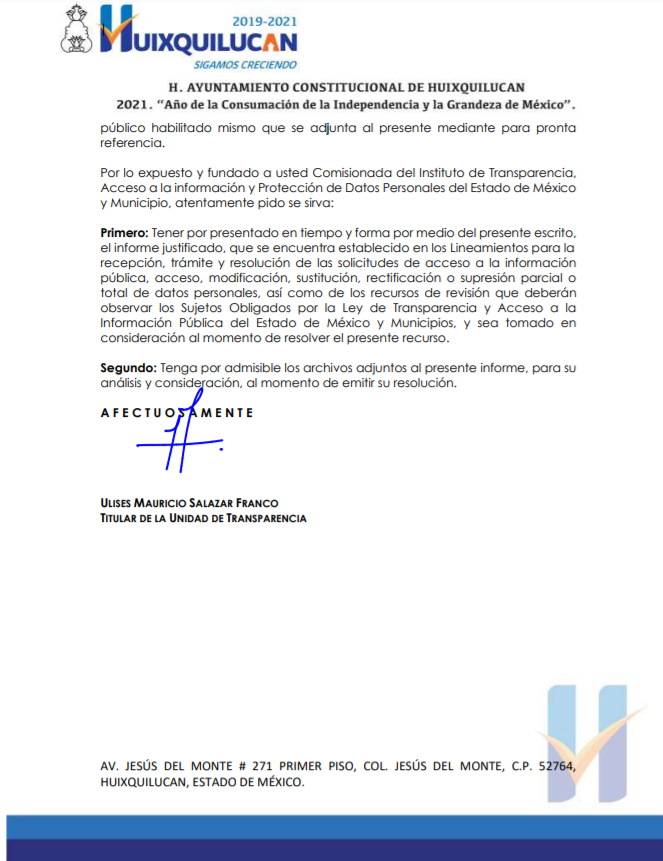 2019-2021
HUIXQUILUCAN
SIGAMOS CRECIENDO
H. AYUNTAMIENTO CONSTITUCIONAL DE HUIXQUILUCAN
2021. “Año de la Consumación de la Independencia y la Grandeza de México”.
público habilitado mismo que se adjunta al presente mediante para pronta
referencia.
Por lo expuesto y fundado a usted Comisionada del Instituto de Transparencia,
Acceso a la información y Protección de Datos Personales del Estado de México
y Municipio, atentamente pido se sirva:
Primero: Tener por presentado en tiempo y forma por medio del presente escrito,
el informe justificado, que se encuentra establecido en los Lineamientos para la
recepción, trámite y resolución de las solicitudes de acceso a la información
pública, acceso, modificación, sustitución, rectificación o supresión parcial o
total de datos personales, así como de los recursos de revisión que deberán
observar los Sujetos Obligados por la Ley de Transparencia y Acceso a la
Información Pública del Estado de México y Municipios, y sea tomado en
consideración al momento de resolver el presente recurso.
Segundo: Tenga por admisible los archivos adjuntos al presente informe, para su
análisis y consideración, al momento de emitir su resolución.
A F E C T U O S A M E N T E
ULISES MAURICIO SALAZAR FRANCO
TITULAR DE LA UNIDAD DE TRANSPARENCIA
AV. JESÚS DEL MONTE # 271 PRIMER PISO, COL. JESÚS DEL MONTE, C.P. 52764,
HUIXQUILUCAN, ESTADO DE MÉXICO.